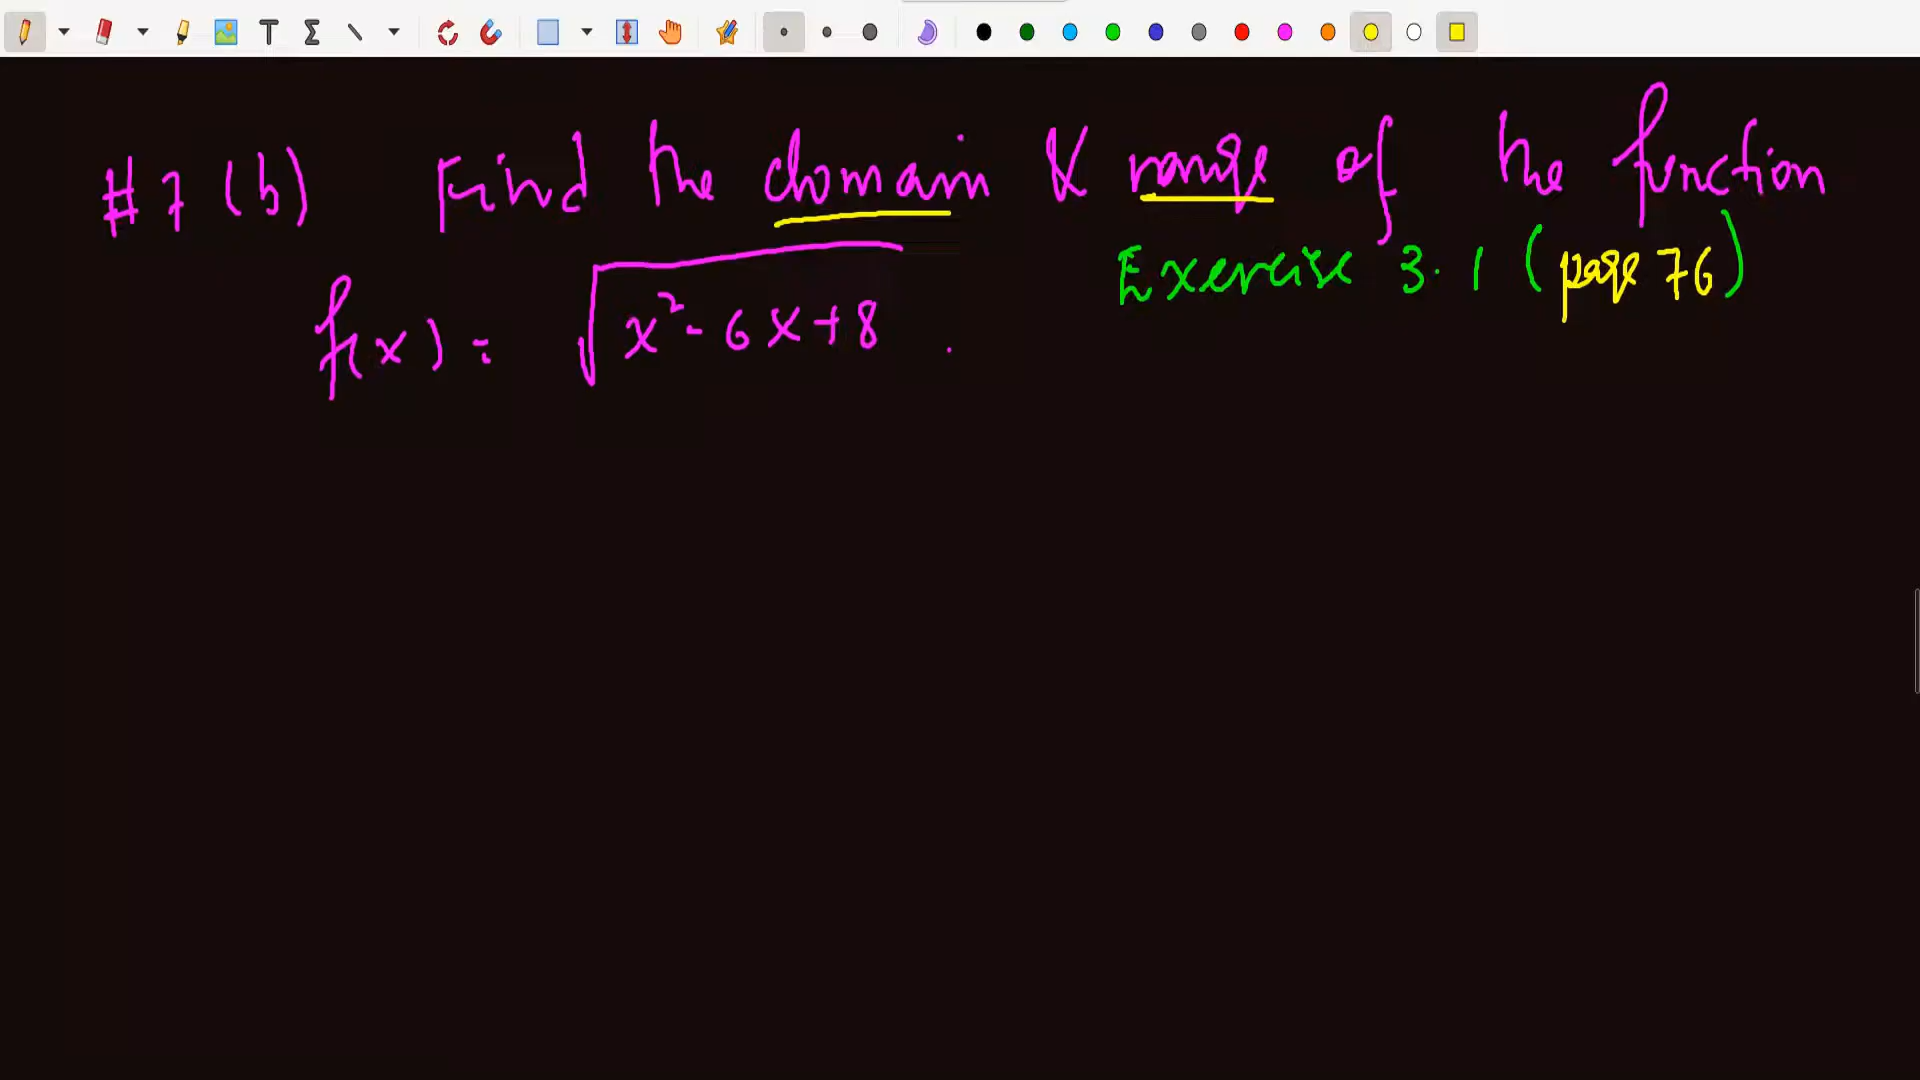 #7 (b) Find the domain & range of the function
Exercise 3.1 (page 76)
f(x) = √x²-6x+8 .